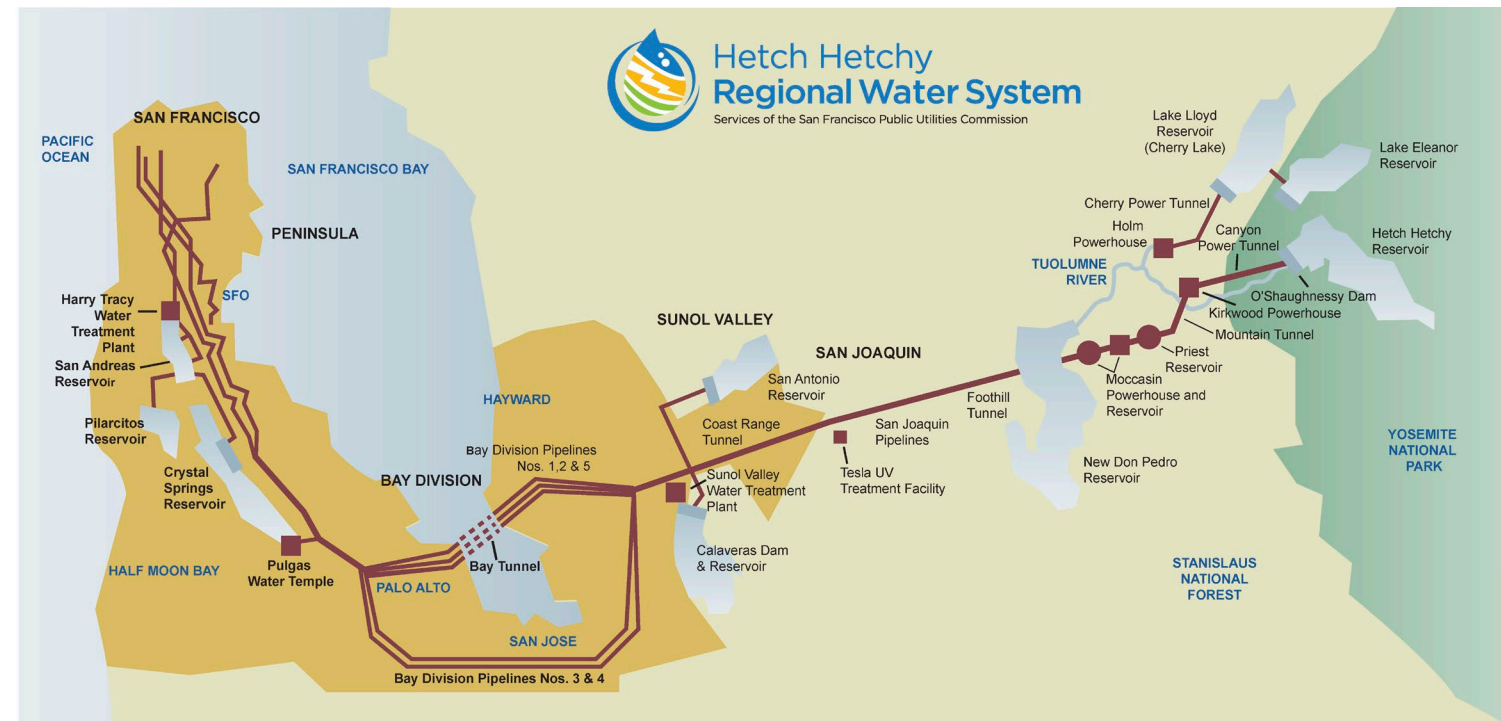 Hetch Hetchy
Regional Water System
Services of the San Francisco Public Utilities Commission
SAN FRANCISCO
PACIFIC
OCEAN
SAN FRANCISCO BAY
PENINSULA
SFO
Harry Tracy
Water
Treatment
Plant
San Andreas
Reservoir
Pilarcitos
Reservoir
Crystal
Springs
Reservoir
HALF MOON BAY
Pulgas
Water Temple
PALO ALTO
BAY DIVISION
HAYWARD
Bay Division Pipelines
Nos. 1,2 & 5
Bay Tunnel
SAN JOSE
Bay Division Pipelines Nos. 3 & 4
SUNOL VALLEY
San Antonio
Reservoir
Coast Range
Tunnel
Sunol Valley
Water Treatment
Plant
Calaveras Dam
& Reservoir
SAN JOAQUIN
San Joaquin
Pipelines
Tesla UV
Treatment Facility
Foothill
Tunnel
New Don Pedro
Reservoir
Moccasin
Powerhouse and
Reservoir
Priest
Reservoir
Mountain Tunnel
Kirkwood Powerhouse
O'Shaughnessy Dam
TUOLUMNE
RIVER
Holm
Powerhouse
Cherry Power Tunnel
Canyon
Power Tunnel
Lake Lloyd
Reservoir
(Cherry Lake)
Lake Eleanor
Reservoir
Hetch Hetchy
Reservoir
YOSEMITE
NATIONAL
PARK
STANISLAUS
NATIONAL
FOREST